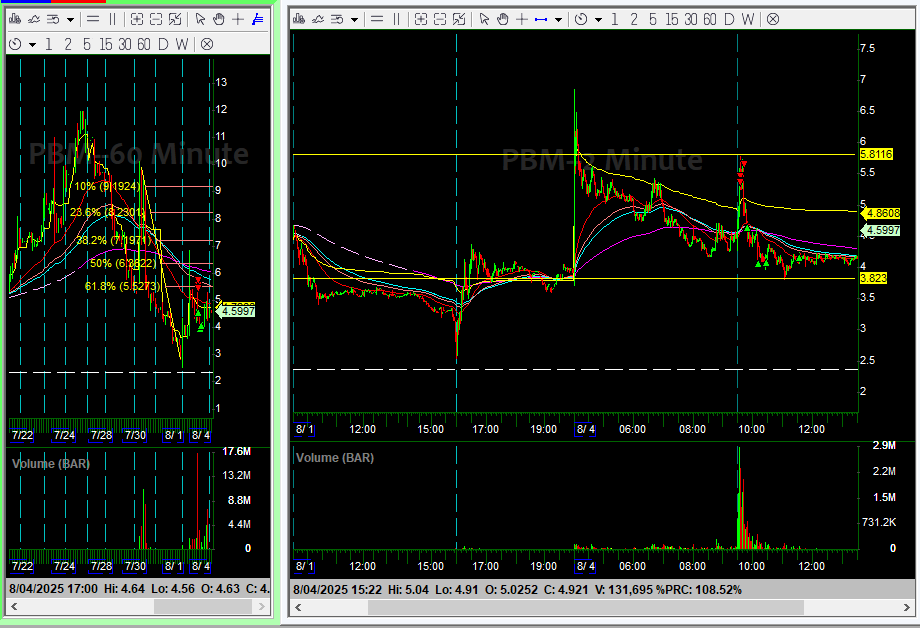 1 2 5 15 30 60 D W
1 2 5 15 30 60 D W
PBM-60 Minute
13
12
11
10
9
8
7
6
5
4
3
2
1
10% (9.1924)
23.6% (8.2301)
38.2% (7.1971)
50% (6.2622)
61.8% (5.5273)
4.5997
7/22 7/24 7/28 7/30 8/ 1 8/ 4
Volume (BAR)
17.6M
13.2M
8.8M
4.4M
0
7/22 7/24 7/28 7/30 8/ 1 8/ 4
8/04/2025 17:00 Hi: 4.64 Lo: 4.56 O: 4.63 C: 4.
Minute
7.5
7
6.5
6
5.8116
5.5
5
4.8608
4.5997
4
3.823
3.5
3
2.5
2
8/ 1 12:00 15:00 17:00 19:00 8/ 4 06:00 08:00 10:00 12:00
Volume (BAR)
2.9M
2.2M
1.5M
731.2K
0
8/ 1 12:00 15:00 17:00 19:00 8/ 4 06:00 08:00 10:00 12:00
8/04/2025 15:22 Hi: 5.04 Lo: 4.91 O: 5.0252 C: 4.921 V: 131,695 %PRC: 108.52%